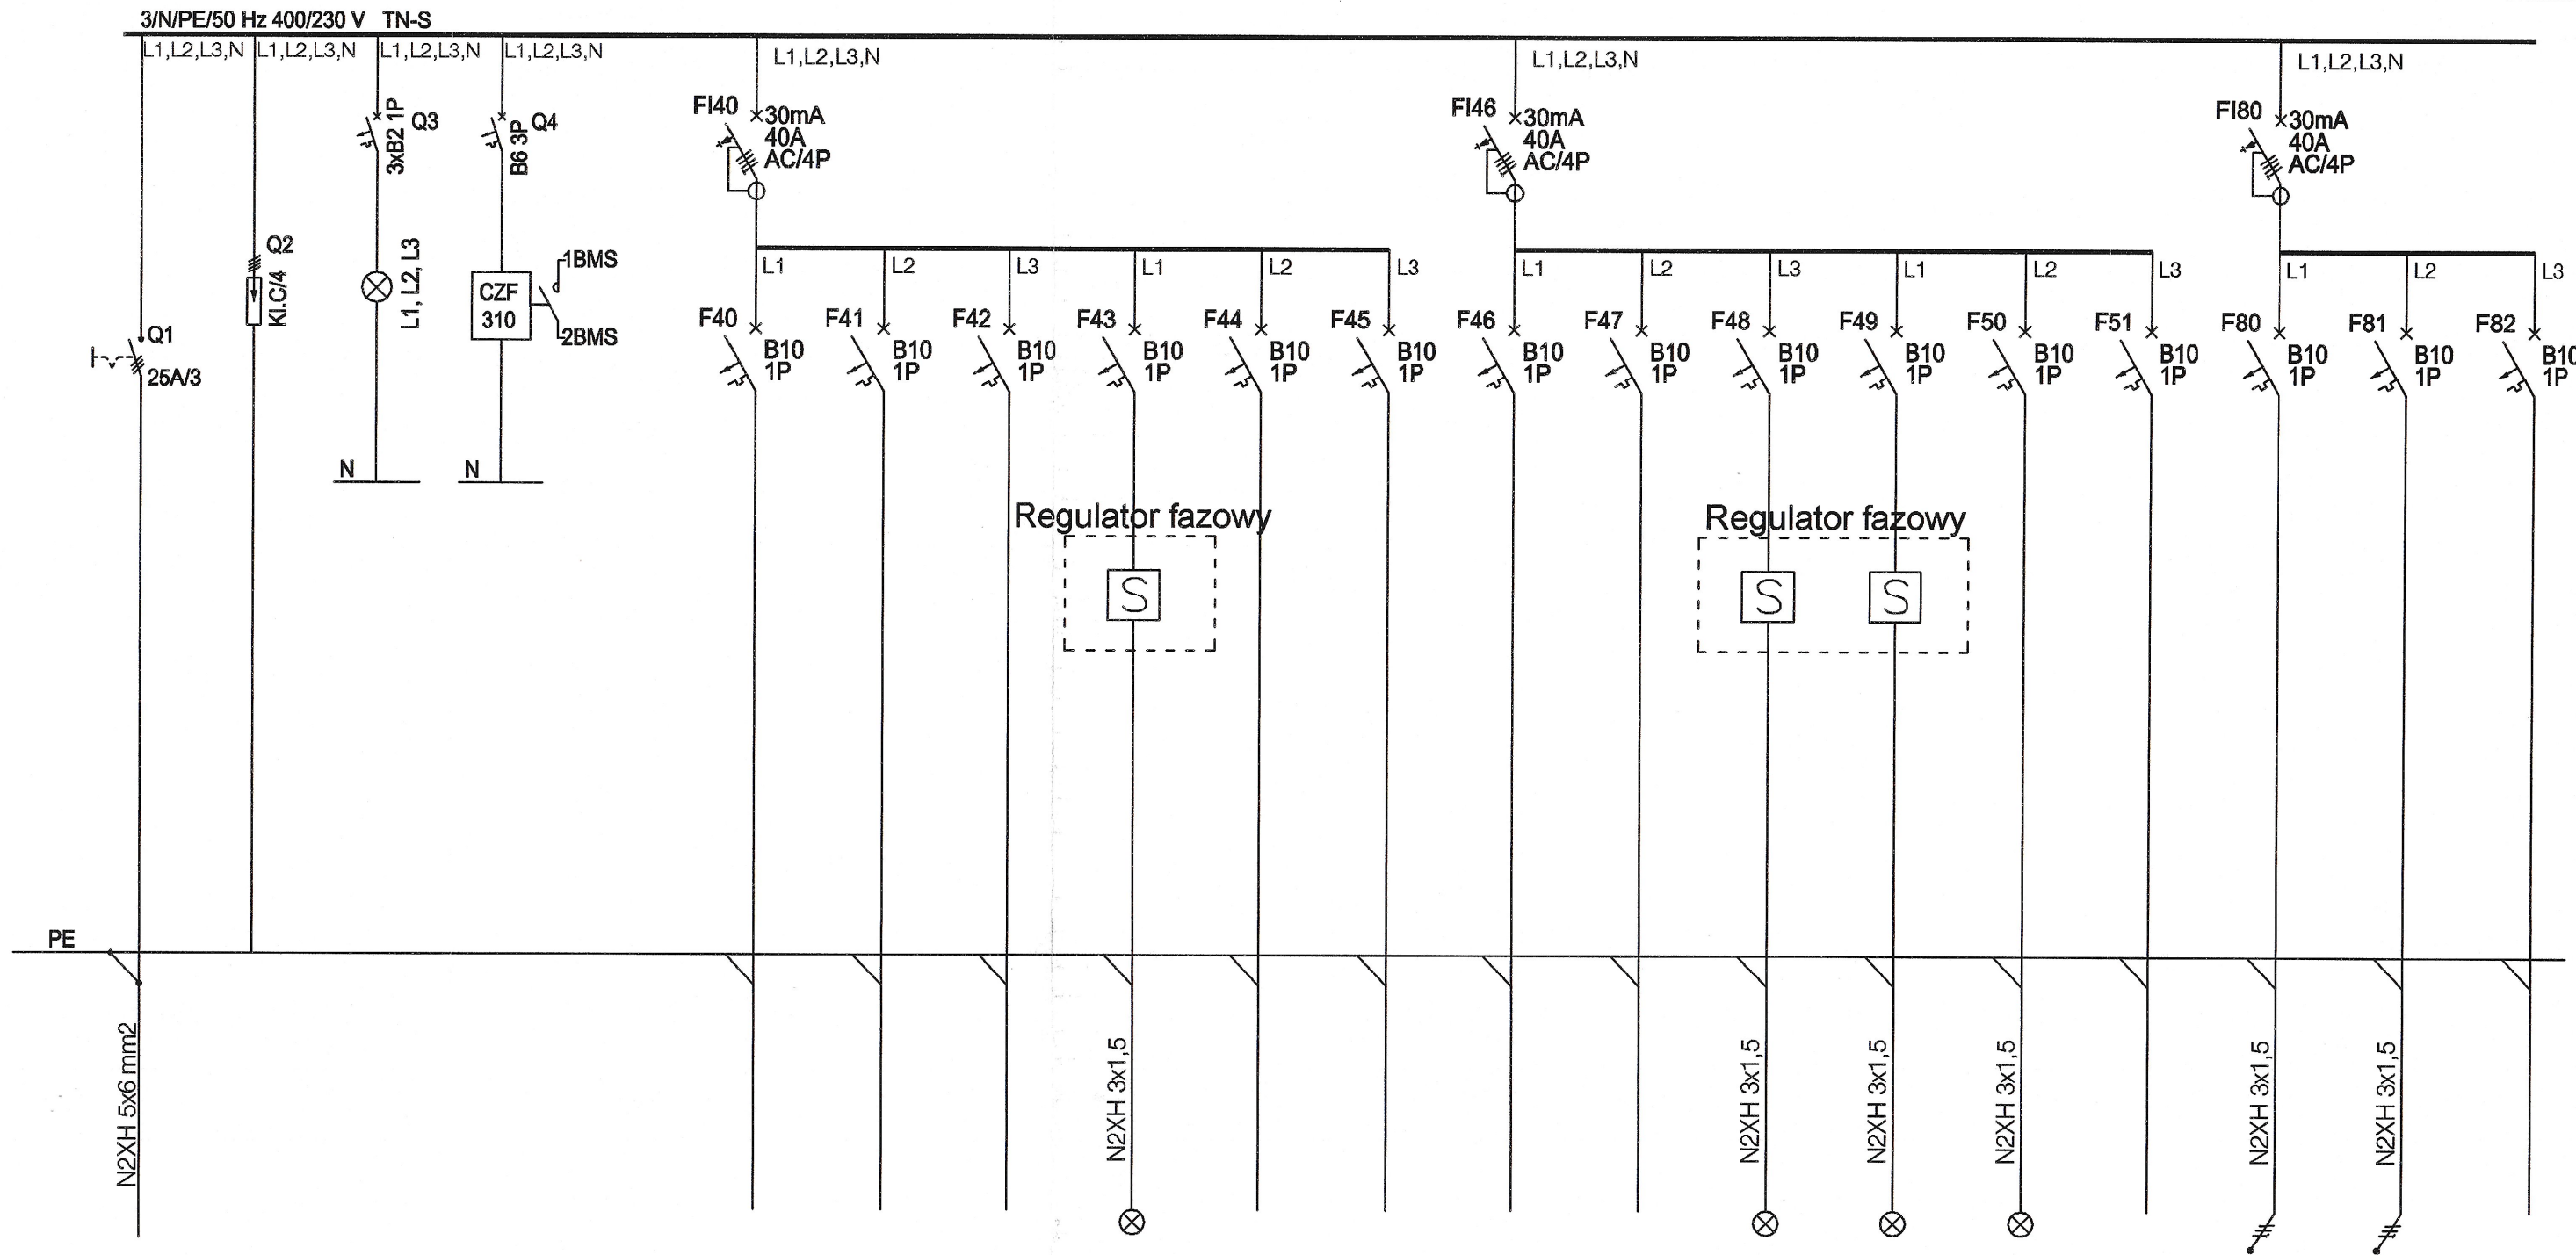 3/N/PE/50 Hz 400/230 V TN-S
L1,L2,L3,N
L1,L2,L3,N
L1,L2,L3,N
L1,L2,L3,N
L1,L2,L3,N
L1,L2,L3,N
L1,L2,L3,N
Q1
25A/3
Q2
Kl.C/4
Q3
3xB2 1P
L1, L2, L3
N
Q4
B6 3P
CZF
310
1BMS
2BMS
N
FI40
30mA
40A
AC/4P
FI46
30mA
40A
AC/4P
FI80
30mA
40A
AC/4P
L1
L2
L3
L1
L2
L3
L1
L2
L3
L1
L2
L3
L1
L2
L3
F40
B10
1P
F41
B10
1P
F42
B10
1P
F43
B10
1P
F44
B10
1P
F45
B10
1P
F46
B10
1P
F47
B10
1P
F48
B10
1P
F49
B10
1P
F50
B10
1P
F51
B10
1P
F80
B10
1P
F81
B10
1P
F82
B10
1P
Regulator fazowy
S
Regulator fazowy
S
S
PE
N2XH 5x6 mm2
N2XH 3x1,5
N2XH 3x1,5
N2XH 3x1,5
N2XH 3x1,5
N2XH 3x1,5
N2XH 3x1,5